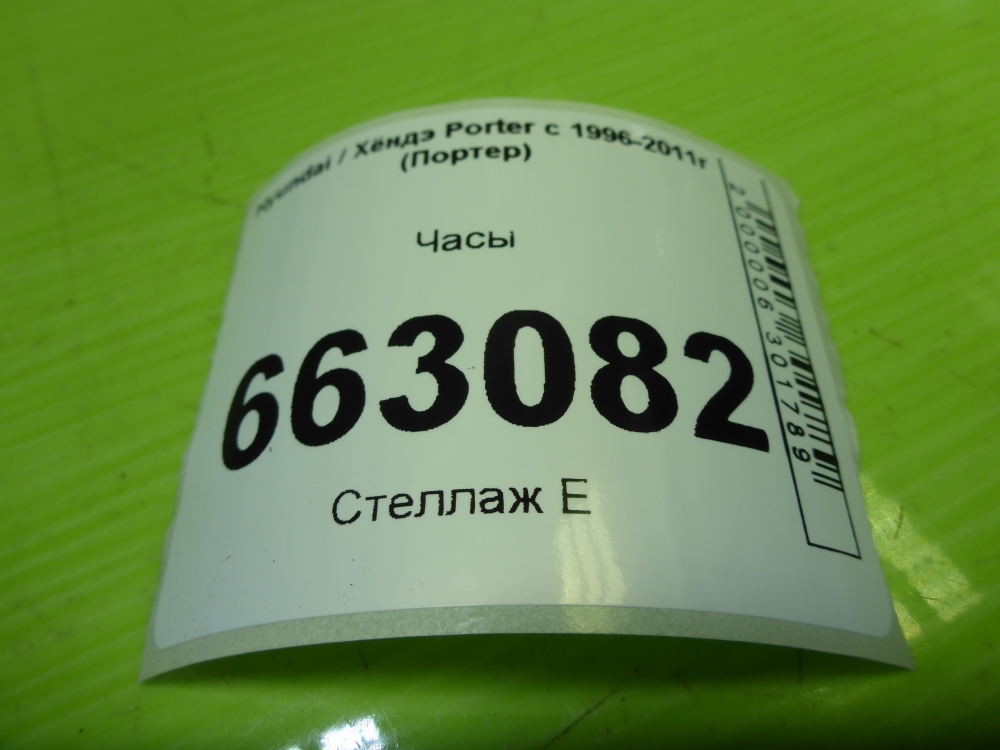 Hyundai / Хёндэ Porter с 1996-2011г
(Портер)
Часы
663082
Стеллаж Е
2000006301789